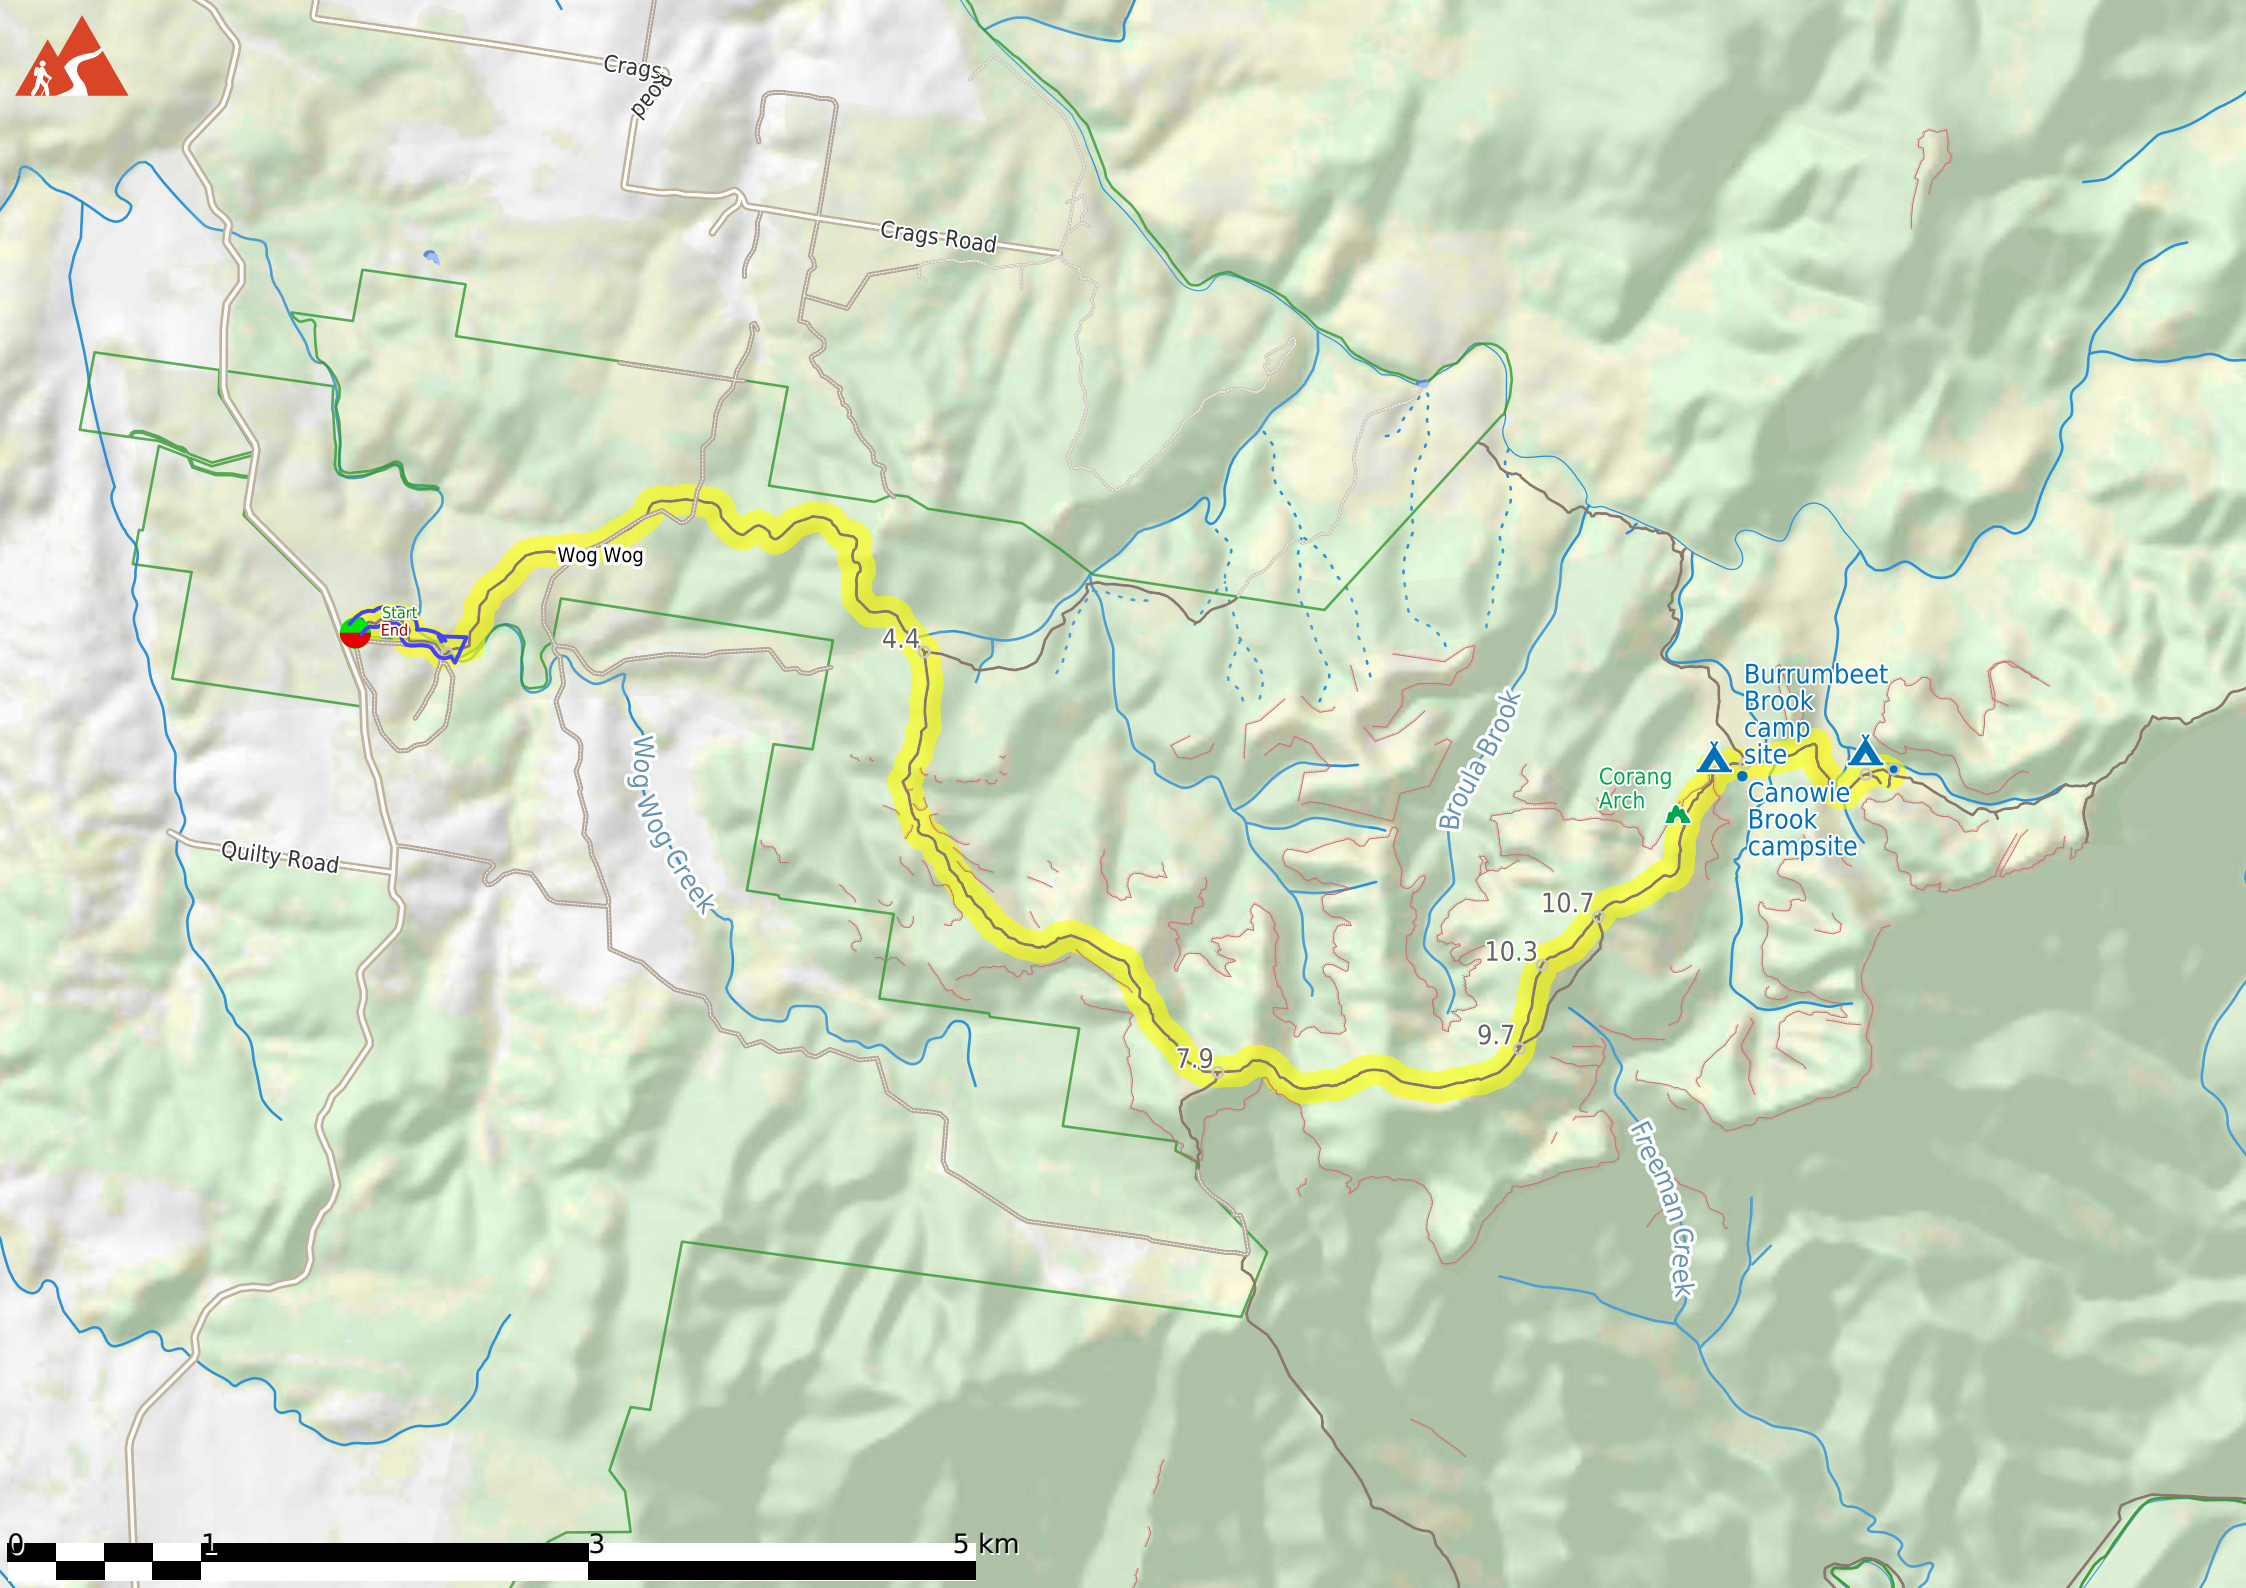 Crags
Road
Crags Road
Wog Wog
Start
End
4.4
Burrumbeet
Brook
camp
site
Corang
Arch
Canowie
Brook
campsite
Broula Brook
Wog Wog Creek
Quilty Road
10.7
10.3
9.7
7.9
Freeman Creek
0
1
3
5 km